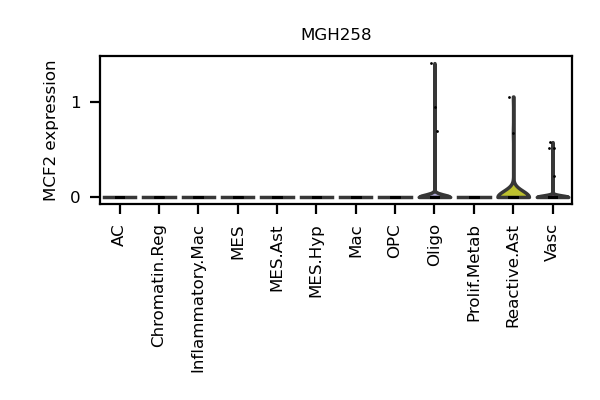 MGH258
MCF2 expression
1
0
AC
Chromatin.Reg
Inflammatory.Mac
MES
MES.Ast
MES.Hyp
Mac
OPC
Oligo
Prolif.Metab
Reactive.Ast
Vasc